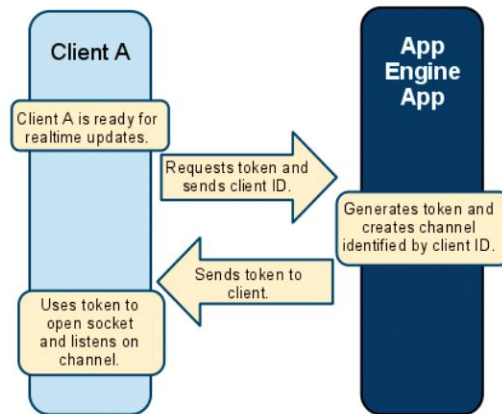 Client A
App
Engine
App
Client A is ready for
realtime updates.
Requests token and
sends client ID.
Generates token and
creates channel
identified by client ID.
Sends token to
client.
Uses token to
open socket
and listens on
channel.